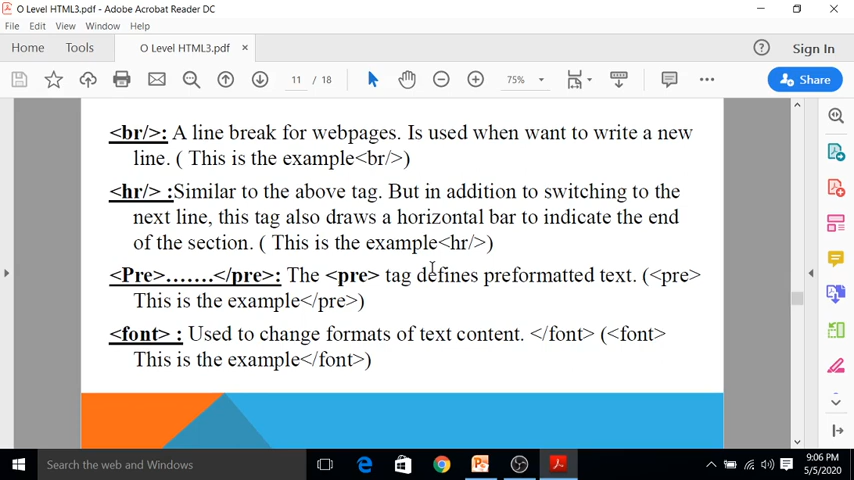 O Level HTML3.pdf - Adobe Acrobat Reader DC
File Edit View Window Help
Home Tools O Level HTML3.pdf × Sign In
11 / 18 75% Share
<br/>: A line break for webpages. Is used when want to write a new
line. ( This is the example<br/>)
<hr/> :Similar to the above tag. But in addition to switching to the
next line, this tag also draws a horizontal bar to indicate the end
of the section. ( This is the example<hr/>)
<Pre>.......</pre>: The <pre> tag defines preformatted text. (<pre>
This is the example</pre>)
<font> : Used to change formats of text content. </font> (<font>
This is the example</font>)
Search the web and Windows
9:06 PM
5/5/2020